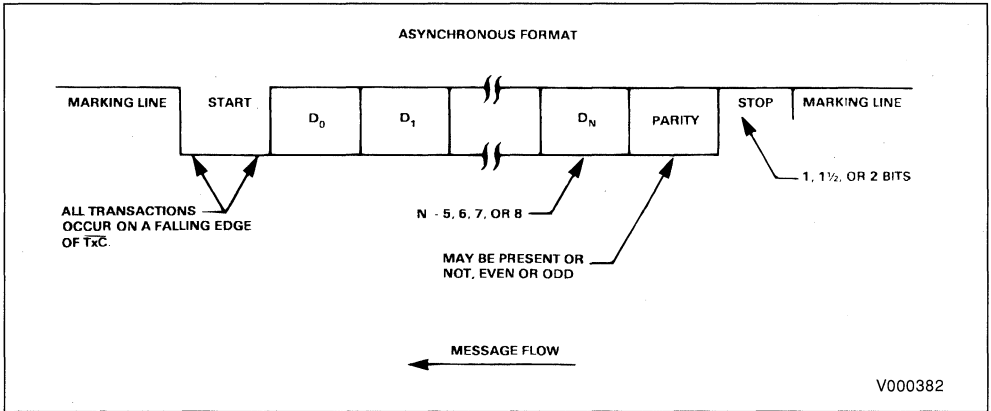 ASYNCHRONOUS FORMAT
MARKING LINE START D0 D1 DN PARITY STOP MARKING LINE
1, 1½, OR 2 BITS
ALL TRANSACTIONS
OCCUR ON A FALLING EDGE
OF TxC.
N - 5, 6, 7, OR 8
MAY BE PRESENT OR
NOT, EVEN OR ODD
MESSAGE FLOW
V000382